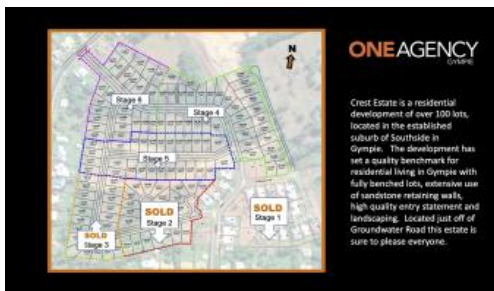 N
ONEAGENCY
GYMPIE
Stage 6
Stage 4
Stage 5
SOLD
Stage 2
SOLD
Stage 1
SOLD
Stage 3
Crest Estate is a residential
development of over 100 lots,
located in the established
suburb of Southside in
Gympie. The development has
set a quality benchmark for
residential living in Gympie with
fully benched lots, extensive use
of sandstone retaining walls,
high quality entry statement and
landscaping. Located just off of
Groundwater Road this estate is
sure to please everyone.